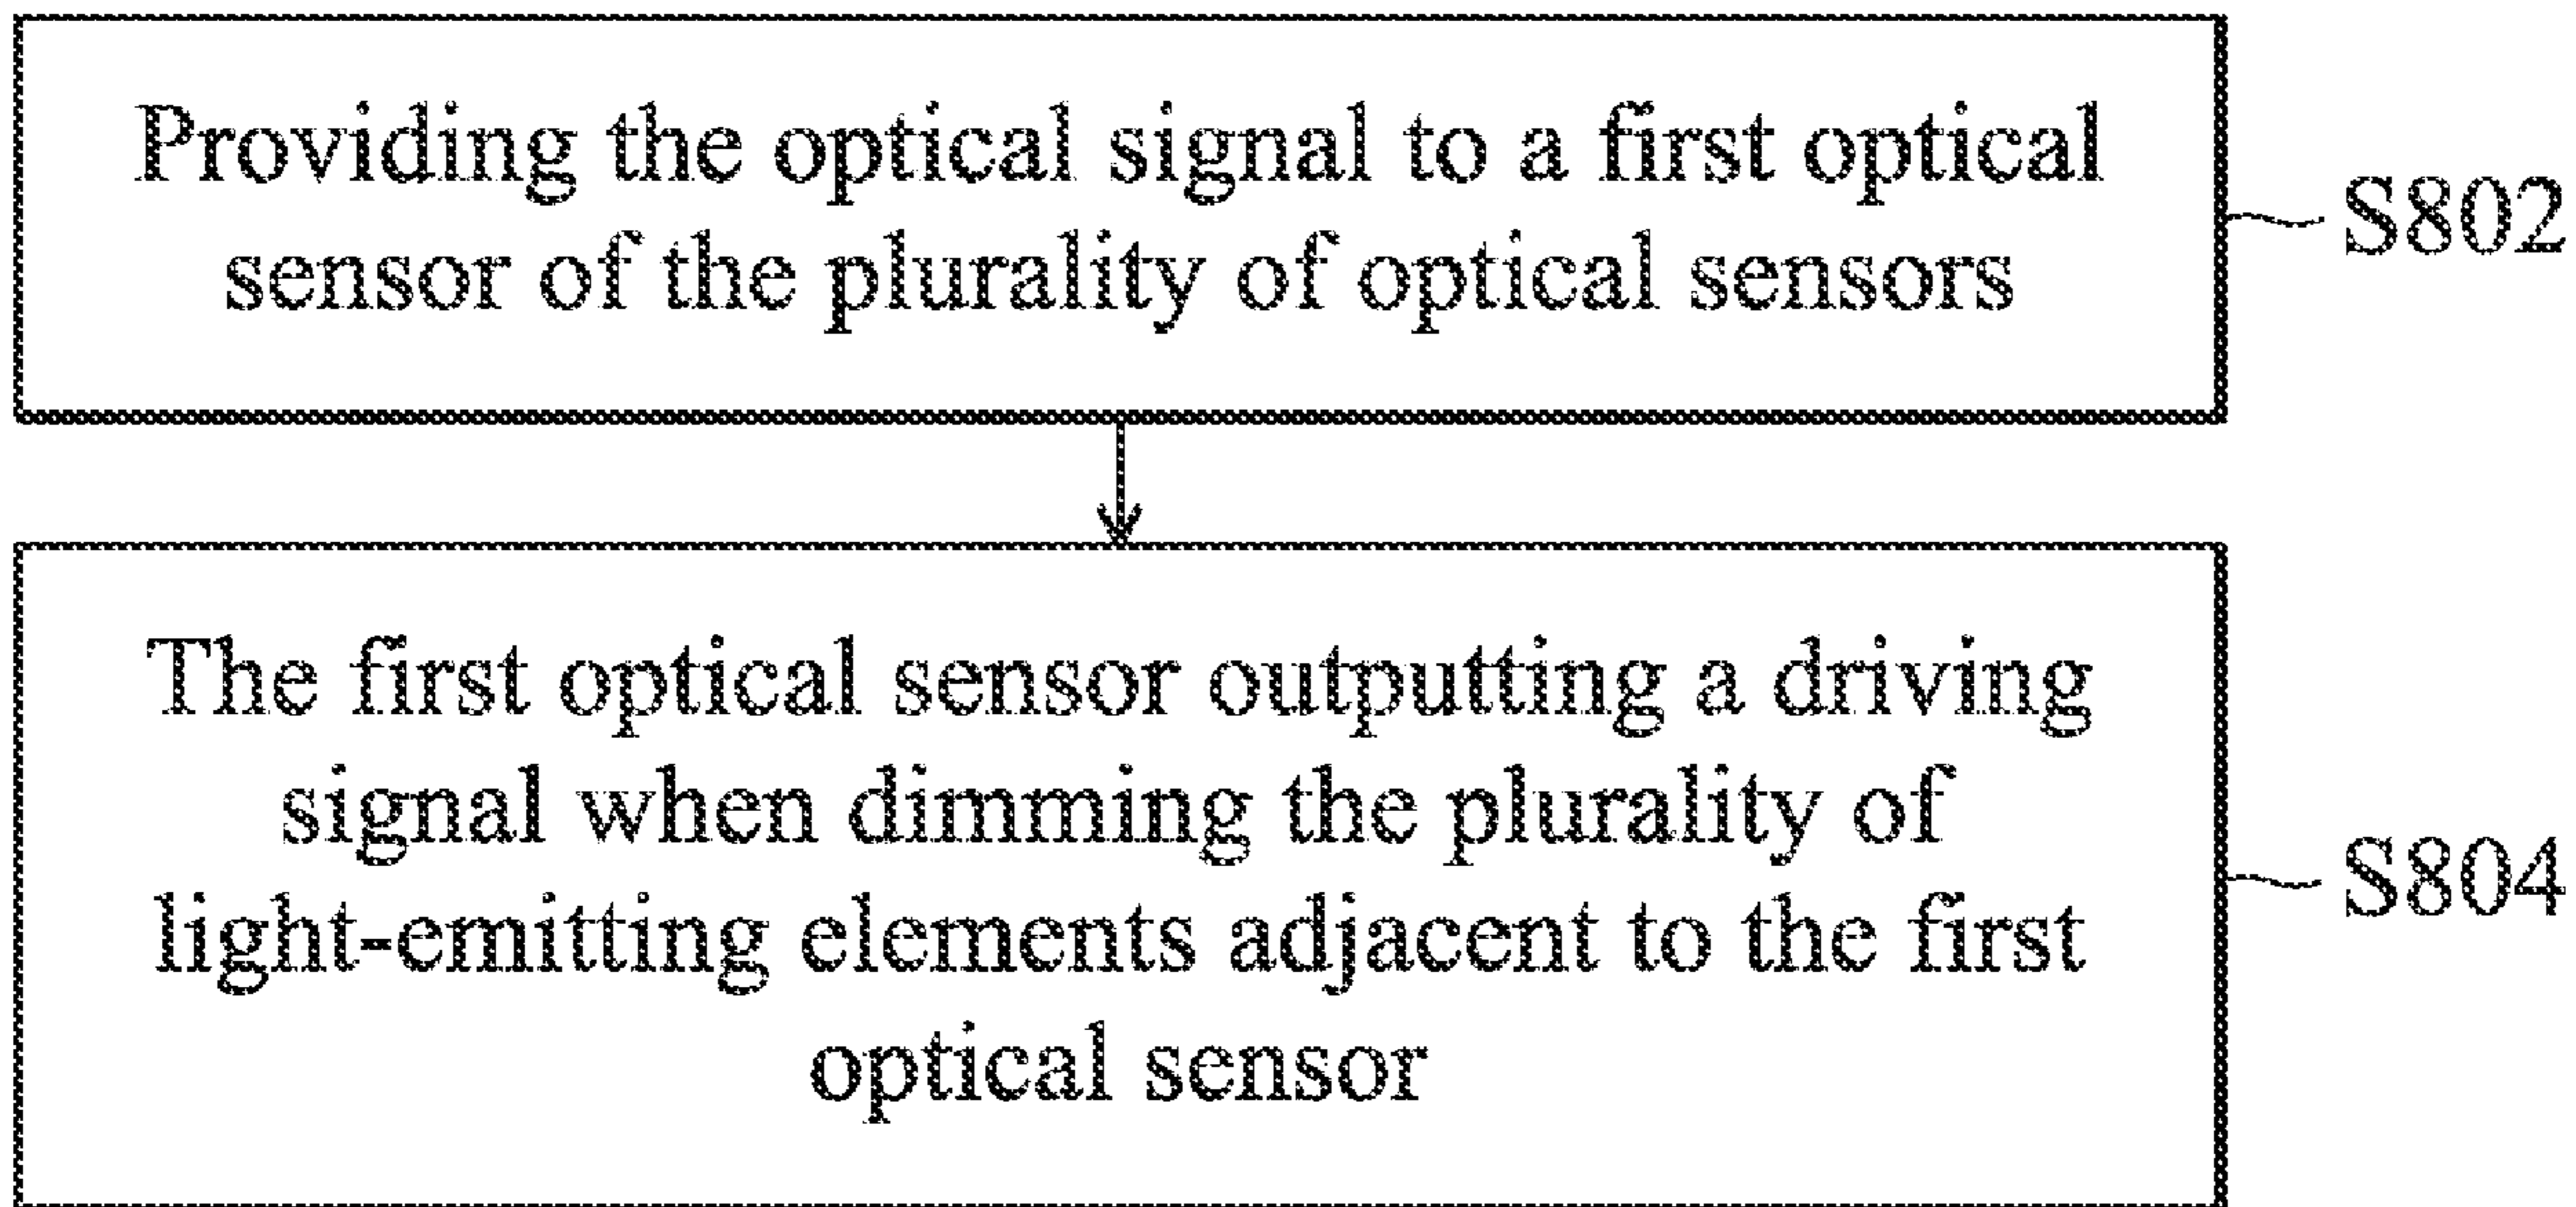 Providing the optical signal to a first optical
sensor of the plurality of optical sensors
S802
The first optical sensor outputting a driving
signal when dimming the plurality of
light-emitting elements adjacent to the first
optical sensor
S804